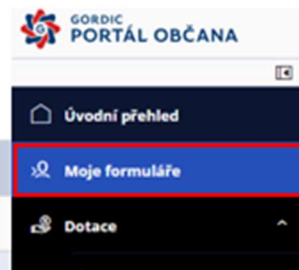 GORDIC
PORTÁL OBČANA
Úvodní přehled
Moje formuláře
Dotace